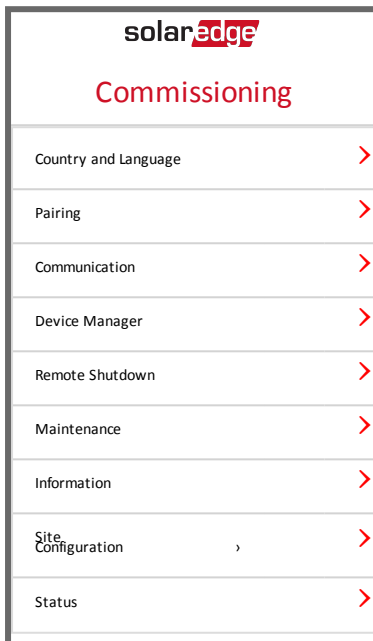 solaredge
Commissioning
Country and Language
Pairing
Communication
Device Manager
Remote Shutdown
Maintenance
Information
Site
Configuration ›
Status